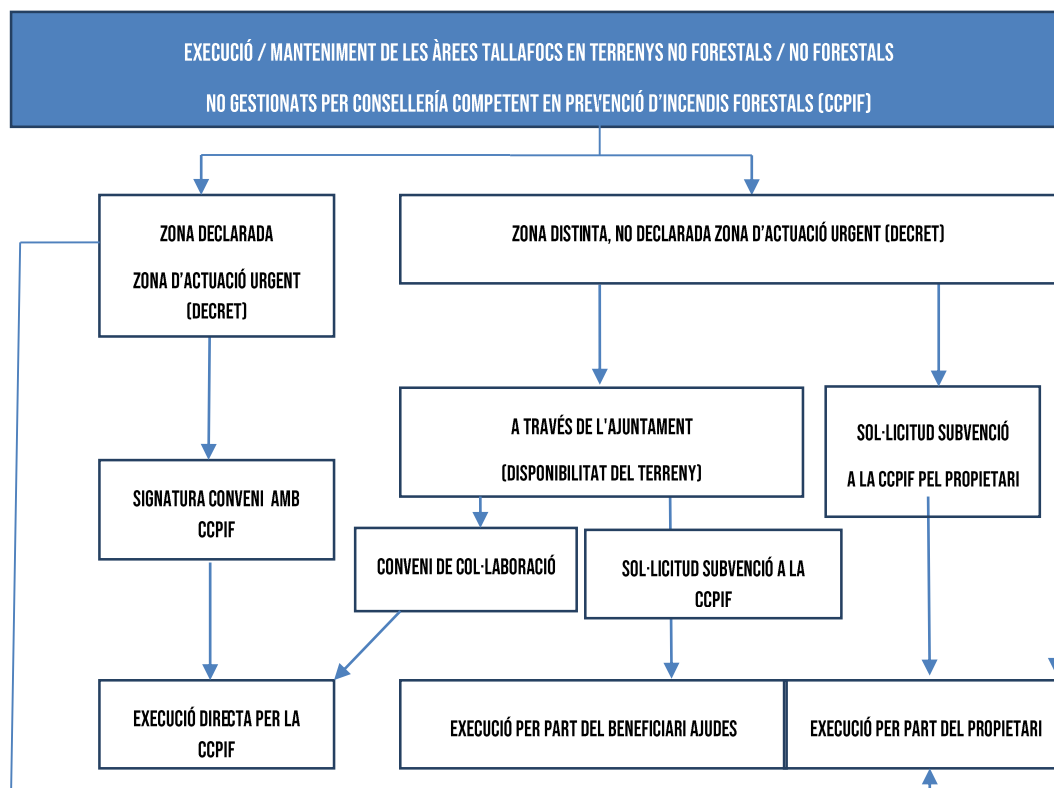 EXECUCIÓ / MANTENIMENT DE LES ÀREES TALLAFOCS EN TERRENYS NO FORESTALS / NO FORESTALS
NO GESTIONATS PER CONSELLERÍA COMPETENT EN PREVENCIÓ D'INCENDIS FORESTALS (CCPIF)
ZONA DECLARADA
ZONA D'ACTUACIÓ URGENT
(DECRET)
ZONA DISTINTA, NO DECLARADA ZONA D'ACTUACIÓ URGENT (DECRET)
A TRAVÉS DE L'AJUNTAMENT
(DISPONIBILITAT DEL TERRENY)
SOL·LICITUD SUBVENCIÓ
A LA CCPIF PEL PROPIETARI
SIGNATURA CONVENI AMB
CCPIF
CONVENI DE COL·LABORACIÓ
SOL·LICITUD SUBVENCIÓ A LA
CCPIF
EXECUCIÓ DIRECTA PER LA
CCPIF
EXECUCIÓ PER PART DEL BENEFICIARI AJUDES
EXECUCIÓ PER PART DEL PROPIETARI